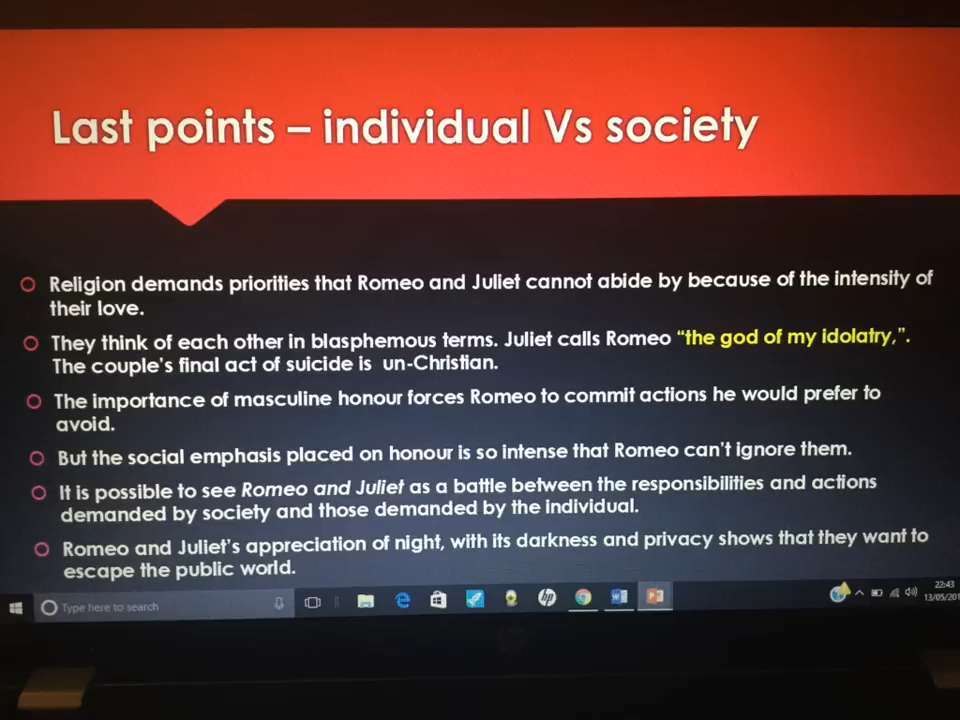 Last points – individual Vs society
Religion demands priorities that Romeo and Juliet cannot abide by because of the intensity of
their love.
They think of each other in blasphemous terms. Juliet calls Romeo “the god of my idolatry,”.
The couple’s final act of suicide is un-Christian.
The importance of masculine honour forces Romeo to commit actions he would prefer to
avoid.
But the social emphasis placed on honour is so intense that Romeo can’t ignore them.
It is possible to see Romeo and Juliet as a battle between the responsibilities and actions
demanded by society and those demanded by the individual.
Romeo and Juliet’s appreciation of night, with its darkness and privacy shows that they want to
escape the public world.
Type here to search
22:43
13/05/201